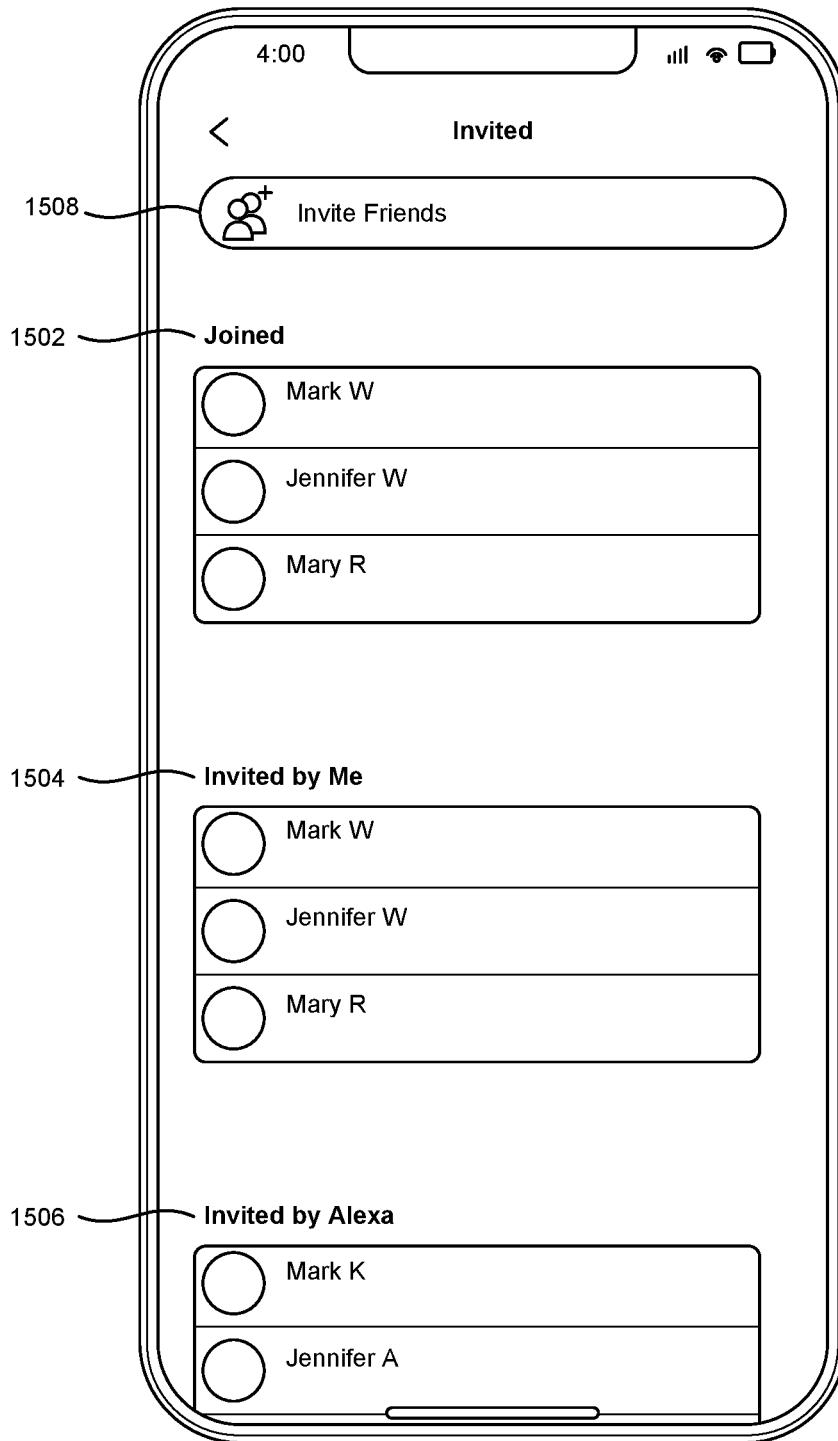 4:00
Invited
1508
Invite Friends
1502
Joined
Mark W
Jennifer W
Mary R
1504
Invited by Me
Mark W
Jennifer W
Mary R
1506
Invited by Alexa
Mark K
Jennifer A